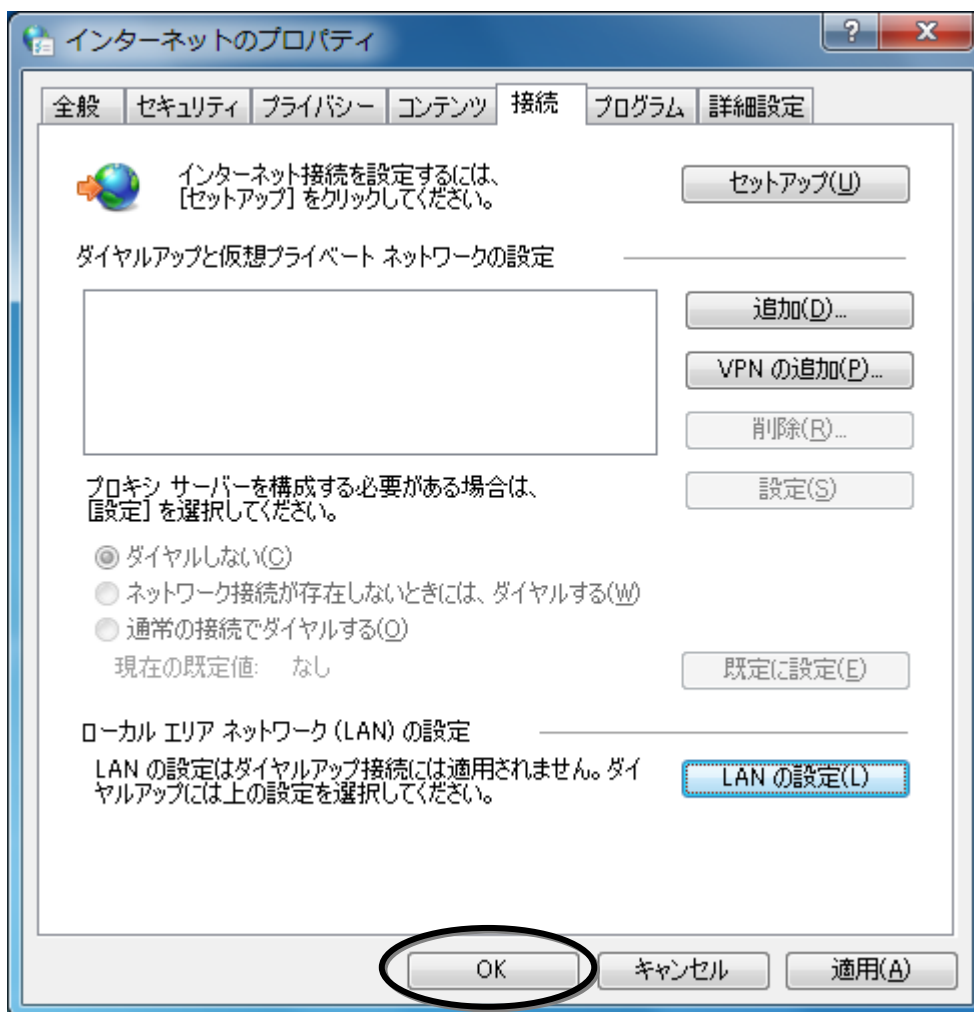 インターネットのプロパティ
?
x
全般 セキュリティ プライバシー コンテンツ 接続 プログラム 詳細設定
インターネット接続を設定するには、
[セットアップ] をクリックしてください。
セットアップ(U)
ダイヤルアップと仮想プライベート ネットワークの設定
追加(D)...
VPN の追加(P)...
削除(R)...
プロキシ サーバーを構成する必要がある場合は、
[設定] を選択してください。
設定(S)
ダイヤルしない(C)
ネットワーク接続が存在しないときには、ダイヤルする(W)
通常の接続でダイヤルする(O)
現在の既定値: なし
既定に設定(E)
ローカル エリア ネットワーク (LAN) の設定
LAN の設定はダイヤルアップ接続には適用されません。ダイ
ヤルアップには上の設定を選択してください。
LAN の設定(L)
OK キャンセル 適用(A)